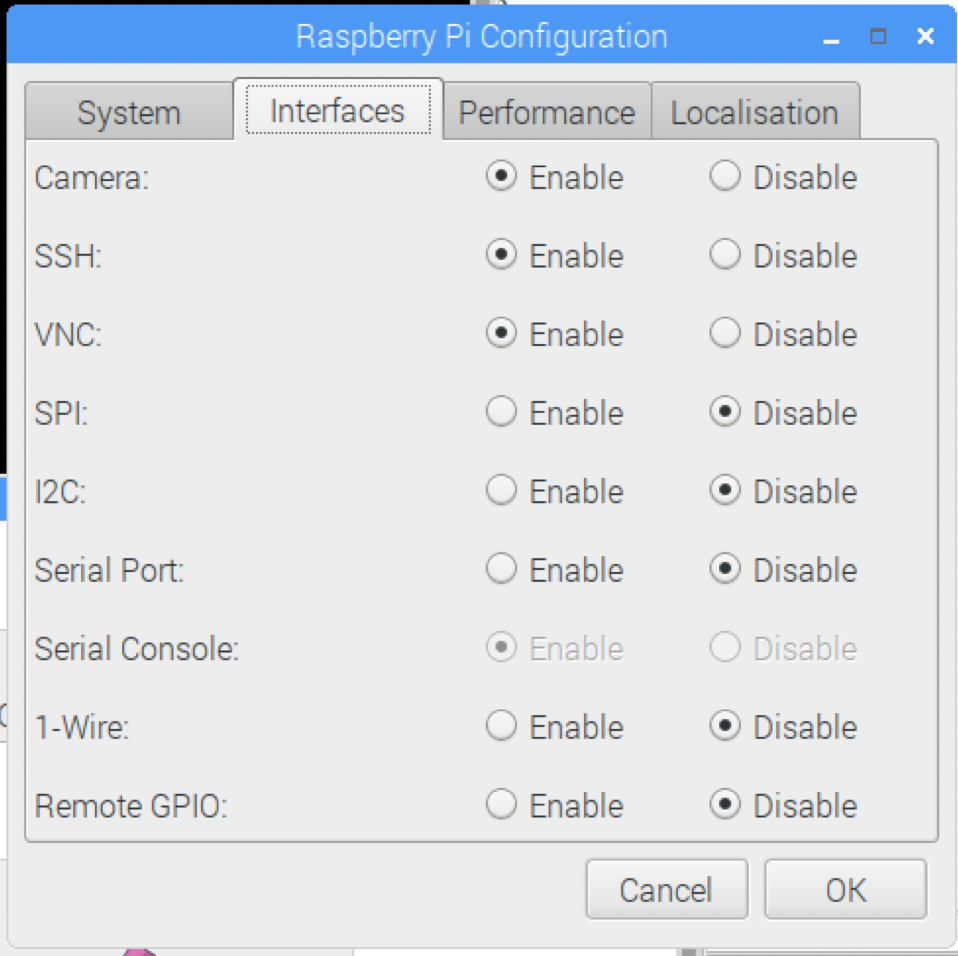 Raspberry Pi Configuration
System Interfaces Performance Localisation
Camera: Enable Disable
SSH: Enable Disable
VNC: Enable Disable
SPI: Enable Disable
I2C: Enable Disable
Serial Port: Enable Disable
Serial Console: Enable Disable
1-Wire: Enable Disable
Remote GPIO: Enable Disable
Cancel OK